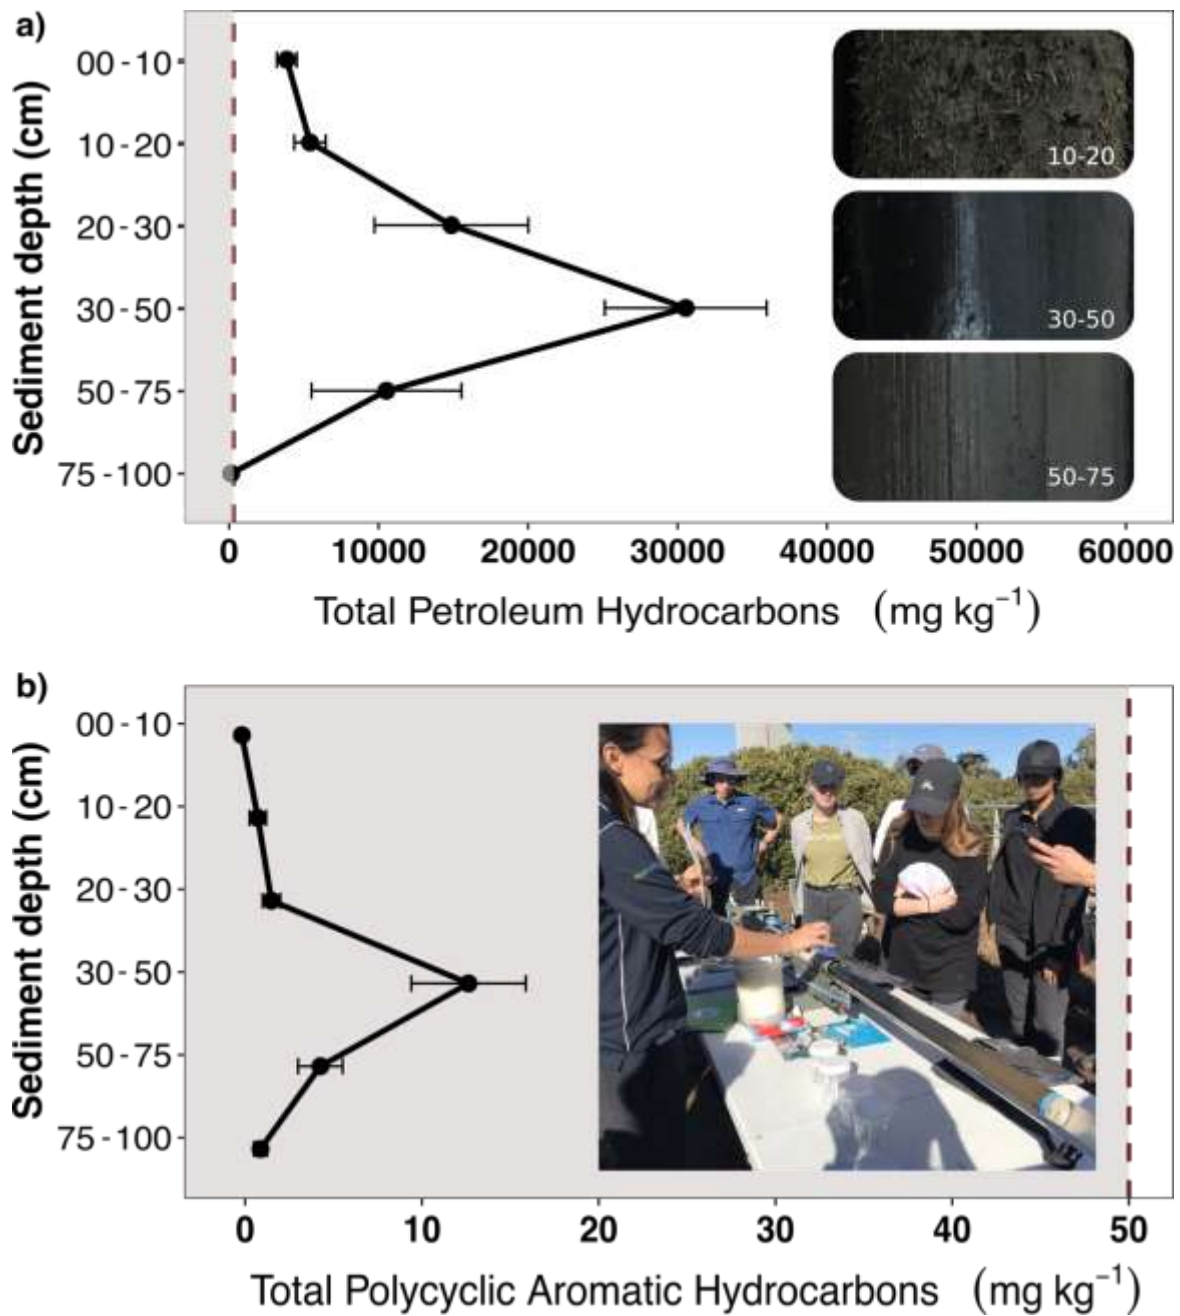 a)
Sediment depth (cm)
00-10
10-20
20-30
30-50
50-75
75-100
10-20
30-50
50-75
0 10000 20000 30000 40000 50000 60000
Total Petroleum Hydrocarbons (mg kg⁻¹)
b)
Sediment depth (cm)
00-10
10-20
20-30
30-50
50-75
75-100
0 10 20 30 40 50
Total Polycyclic Aromatic Hydrocarbons (mg kg⁻¹)